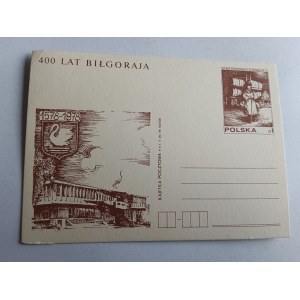 400 LAT BIŁGORAJA
1578-1978
POLSKA
KARTKA POCZTOWA